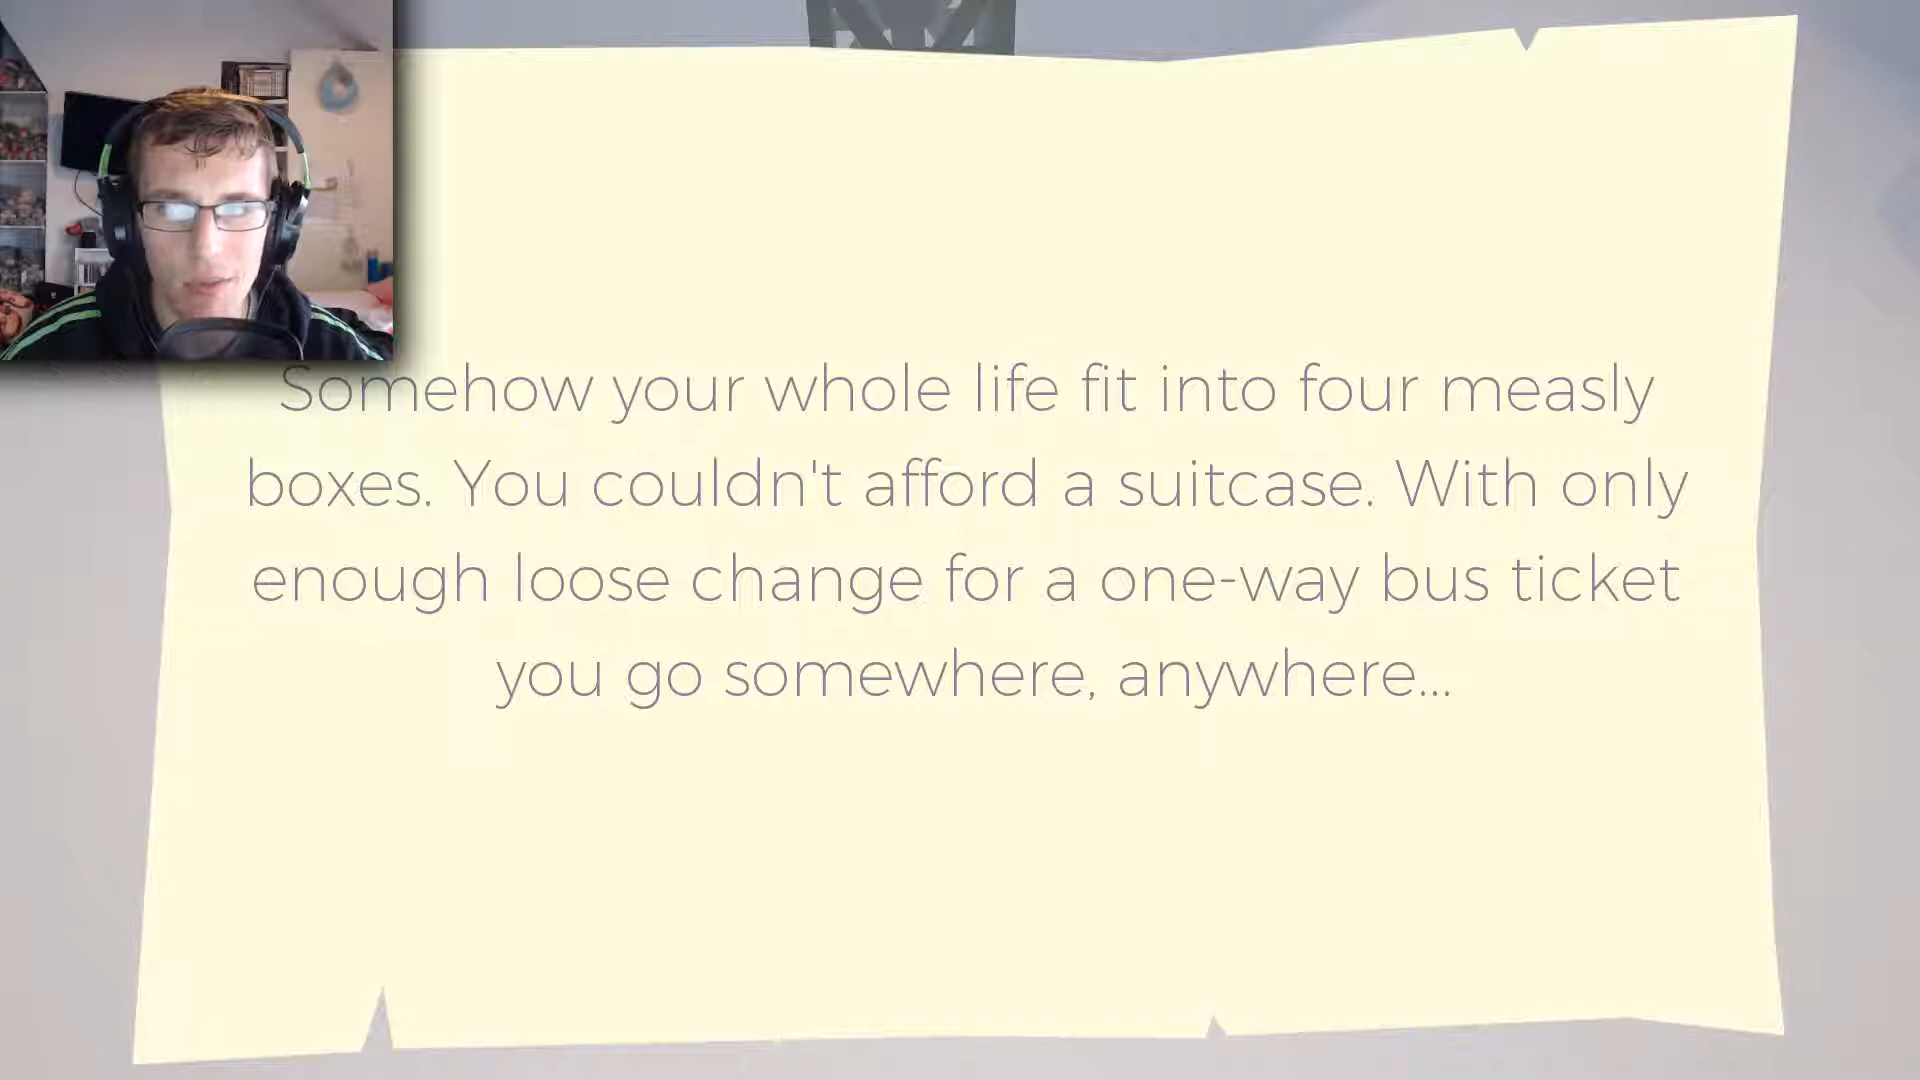 Somehow your whole life fit into four measly
boxes. You couldn't afford a suitcase. With only
enough loose change for a one-way bus ticket
you go somewhere, anywhere...